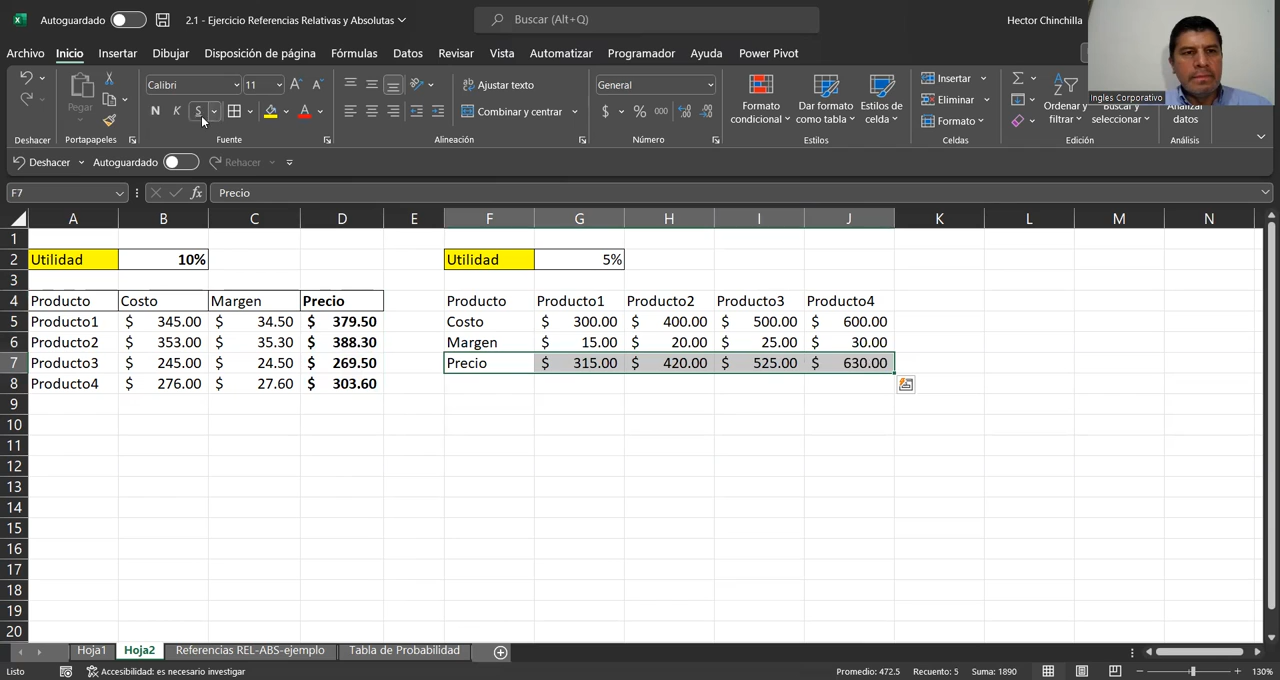 Autoguardado 2.1 - Ejercicio Referencias Relativas y Absolutas Buscar (Alt+Q) Hector Chinchilla
Archivo Inicio Insertar Dibujar Disposición de página Fórmulas Datos Revisar Vista Automatizar Programador Ayuda Power Pivot
Pegar Calibri 11 Ajustar texto General Formato condicional Dar formato como tabla Estilos de celda Insertar Ordenar y filtrar Buscar y seleccionar Analizar datos
N K S Combinar y centrar $ % 000 Eliminar
Formato
Deshacer Portapapeles Fuente Alineación Número Estilos Celdas Edición Análisis
Ingles Corporativo
Deshacer Autoguardado Rehacer
F7 fx Precio
A B C D E F G H I J K L M N
1
2 Utilidad 10% Utilidad 5%
3
4 Producto Costo Margen Precio Producto Producto1 Producto2 Producto3 Producto4
5 Producto1 $ 345.00 $ 34.50 $ 379.50 Costo $ 300.00 $ 400.00 $ 500.00 $ 600.00
6 Producto2 $ 353.00 $ 35.30 $ 388.30 Margen $ 15.00 $ 20.00 $ 25.00 $ 30.00
7 Producto3 $ 245.00 $ 24.50 $ 269.50 Precio $ 315.00 $ 420.00 $ 525.00 $ 630.00
8 Producto4 $ 276.00 $ 27.60 $ 303.60
9
10
11
12
13
14
15
16
17
18
19
20
Hoja1 Hoja2 Referencias REL-ABS-ejemplo Tabla de Probabilidad
Listo Accesibilidad: es necesario investigar Promedio: 472.5 Recuento: 5 Suma: 1890 130%